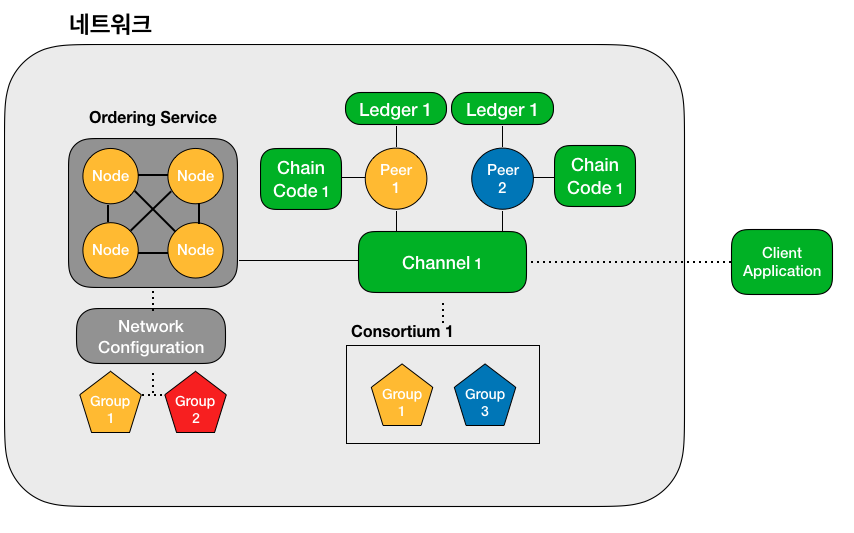 네트워크
Ordering Service
Node
Node
Node
Node
Network
Configuration
Group
1
Group
2
Ledger 1
Ledger 1
Chain
Code 1
Peer
1
Peer
2
Chain
Code 1
Channel 1
Consortium 1
Group
1
Group
3
Client
Application